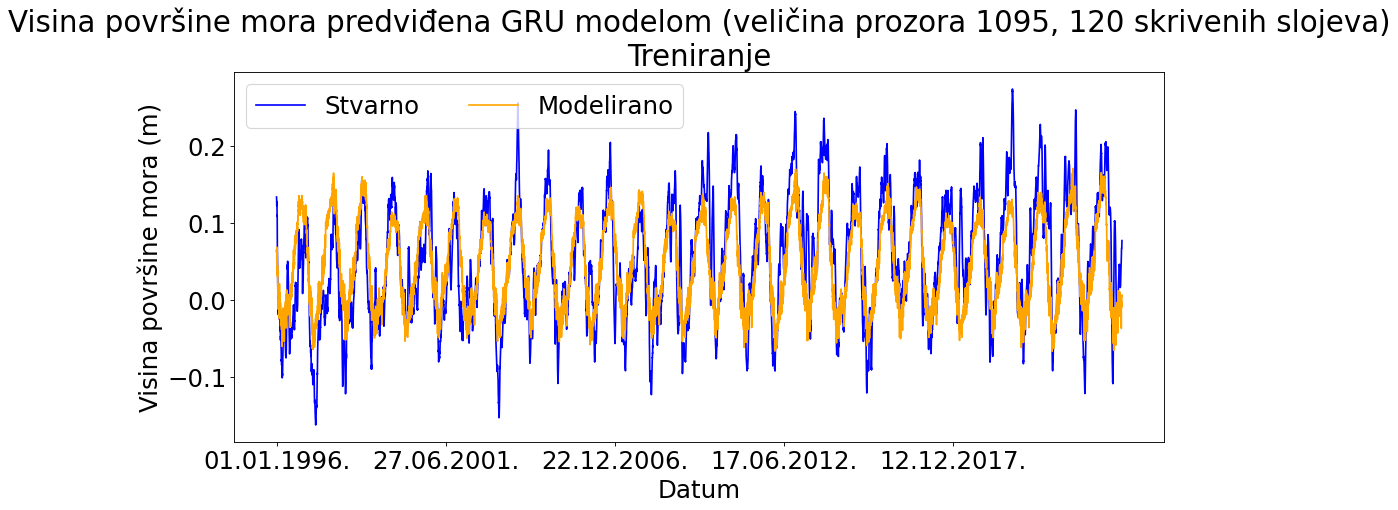 Visina površine mora predviđena GRU modelom (veličina prozora 1095, 120 skrivenih slojeva)
Treniranje
Stvarno
Modelirano
Visina površine mora (m)
0.2
0.1
0.0
−0.1
01.01.1996.
27.06.2001.
22.12.2006.
17.06.2012.
12.12.2017.
Datum